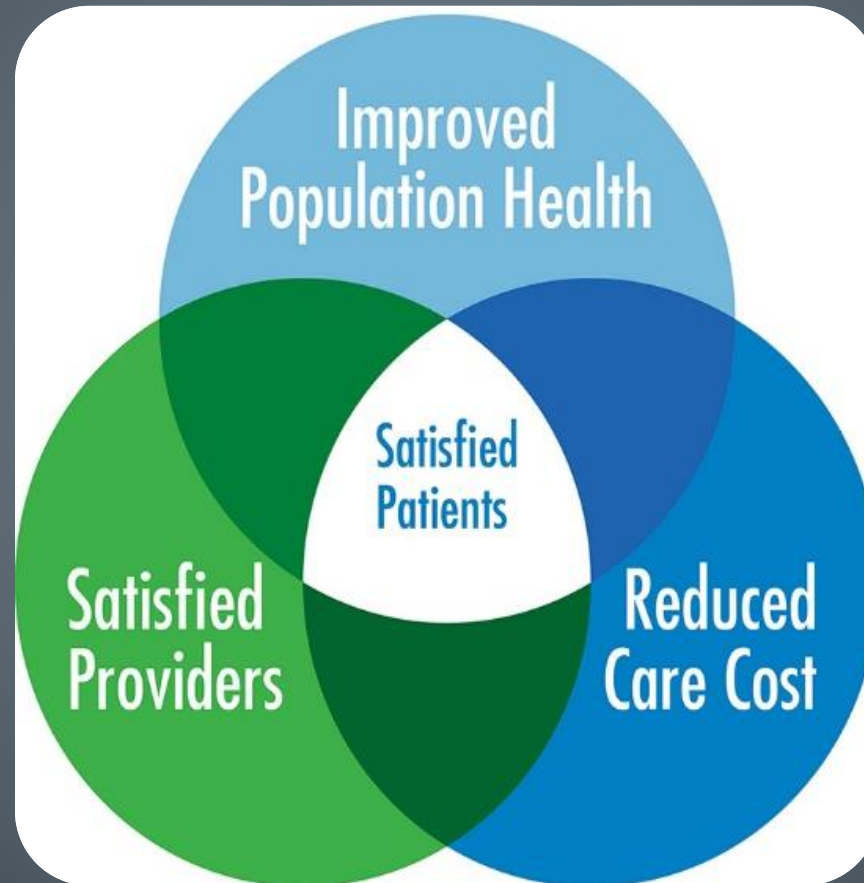 Improved
Population Health
Satisfied
Patients
Satisfied
Providers
Reduced
Care Cost